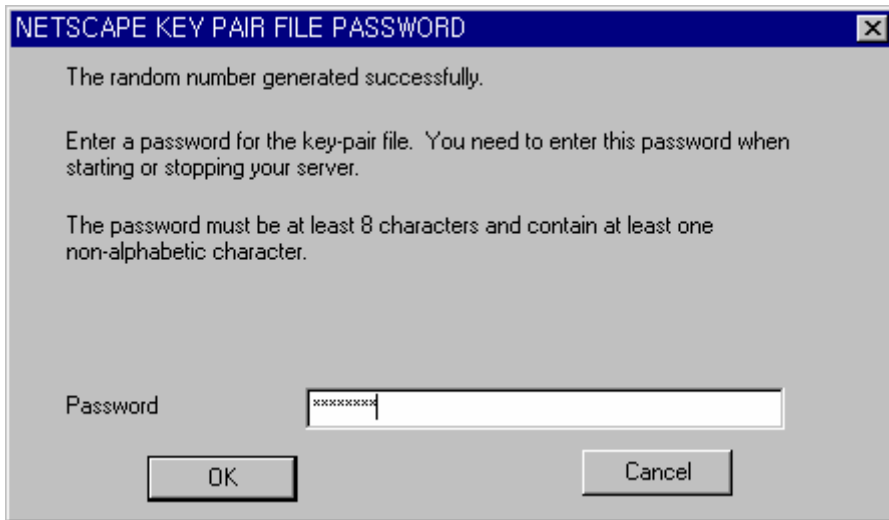 NETSCAPE KEY PAIR FILE PASSWORD
The random number generated successfully.
Enter a password for the key-pair file. You need to enter this password when
starting or stopping your server.
The password must be at least 8 characters and contain at least one
non-alphabetic character.
Password ********
OK Cancel